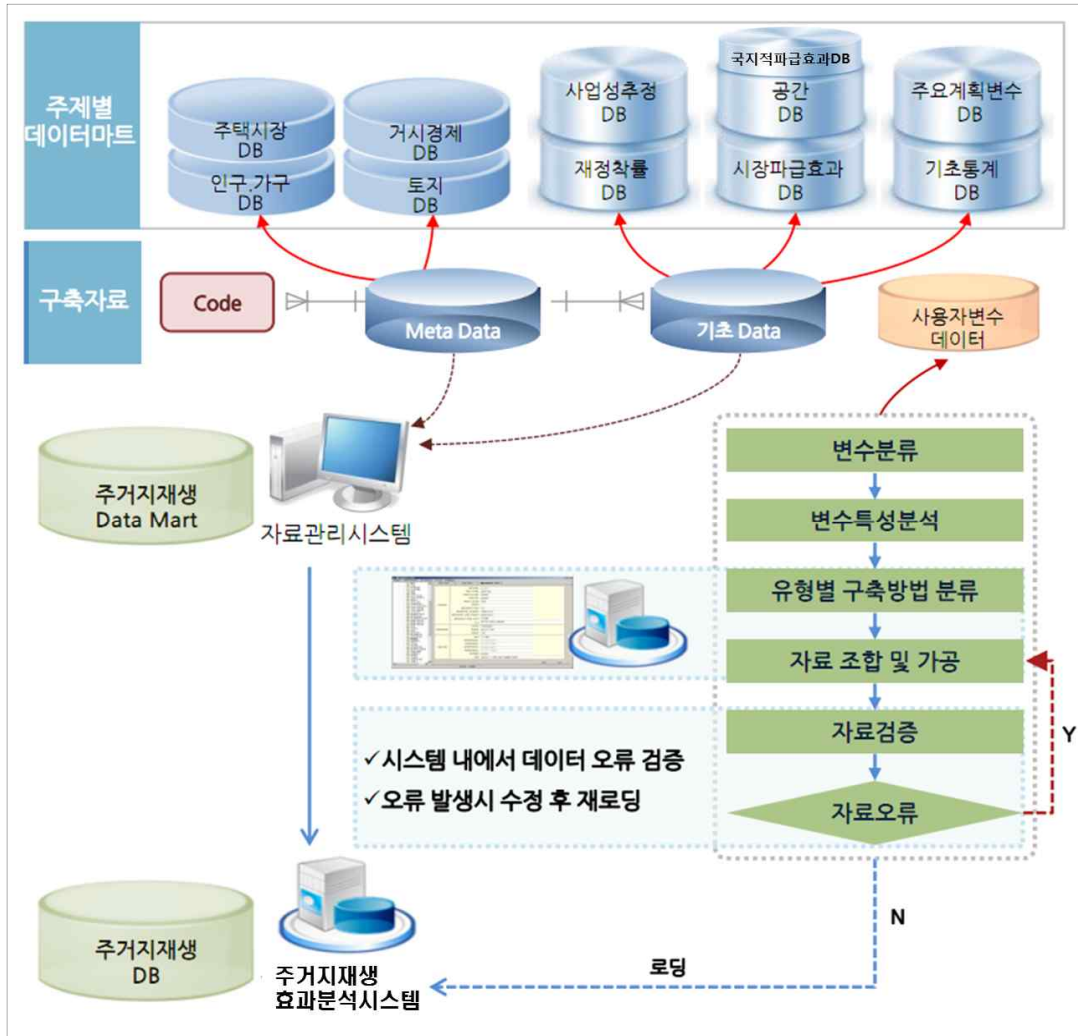 주제별
데이터마트
주택시장
DB
인구.가구
DB
거시경제
DB
토지
DB
사업성추정
DB
재정착률
DB
국지적파급효과DB
공간
DB
시장파급효과
DB
주요계획변수
DB
기초통계
DB
구축자료
Code
Meta Data
기초 Data
사용자변수
데이터
주거지재생
Data Mart
자료관리시스템
변수분류
변수특성분석
유형별 구축방법 분류
자료 조합 및 가공
자료검증
Y
✓시스템 내에서 데이터 오류 검증
✓오류 발생시 수정 후 재로딩
자료오류
N
로딩
주거지재생
DB
주거지재생
효과분석시스템